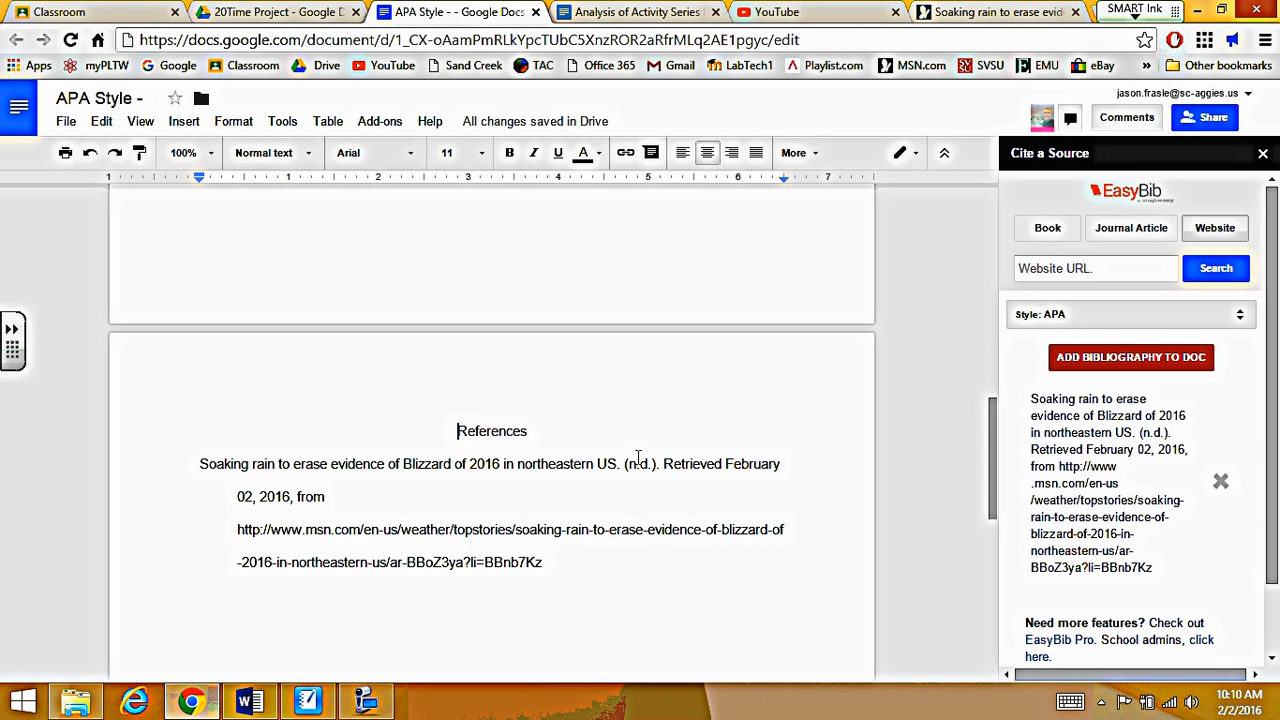 Classroom
20Time Project - Google D
APA Style - - Google Docs
Analysis of Activity Series
YouTube
Soaking rain to erase evid
SMART Ink
https://docs.google.com/document/d/1_CX-oAamnmRLkYpcTUbC5XnzROR2aRfrMLq2AE1pgyc/edit
Apps
myPLTW
Google
Classroom
Drive
YouTube
Sand Creek
TAC
Office 365
Gmail
LabTech1
Playlist.com
MSN.com
SVSU
EMU
eBay
»
Other bookmarks
APA Style -
jason.frasle@sc-aggies.us
File Edit View Insert Format Tools Table Add-ons Help All changes saved in Drive
Comments
Share
100% Normal text Arial 11 B I U A More
Cite a Source
1 1 2 3 4 5 6 7
EasyBib
Book
Journal Article
Website
Website URL.
Search
Style: APA
ADD BIBLIOGRAPHY TO DOC
Soaking rain to erase
evidence of Blizzard of 2016
in northeastern US. (n.d.).
Retrieved February 02, 2016,
from http://www
.msn.com/en-us
/weather/topstories/soaking-
rain-to-erase-evidence-of-
blizzard-of-2016-in-
northeastern-us/ar-
BBoZ3ya?li=BBnb7Kz
Need more features? Check out
EasyBib Pro. School admins, click
here.
References
Soaking rain to erase evidence of Blizzard of 2016 in northeastern US. (n.d.). Retrieved February
02, 2016, from
http://www.msn.com/en-us/weather/topstories/soaking-rain-to-erase-evidence-of-blizzard-of
-2016-in-northeastern-us/ar-BBoZ3ya?li=BBnb7Kz
10:10 AM
2/2/2016